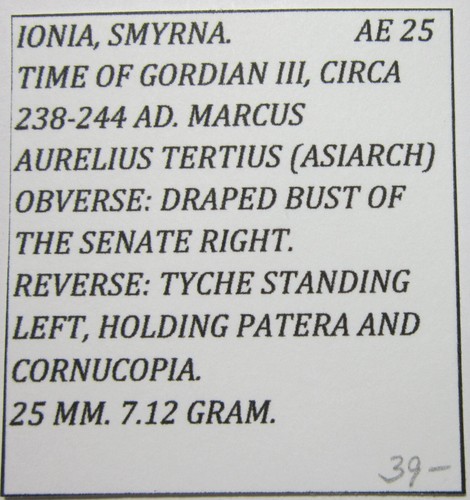 IONIA, SMYRNA. AE 25
TIME OF GORDIAN III, CIRCA
238-244 AD. MARCUS
AURELIUS TERTIUS (ASIARCH)
OBVERSE: DRAPED BUST OF
THE SENATE RIGHT.
REVERSE: TYCHE STANDING
LEFT, HOLDING PATERA AND
CORNUCOPIA.
25 MM. 7.12 GRAM.
39-